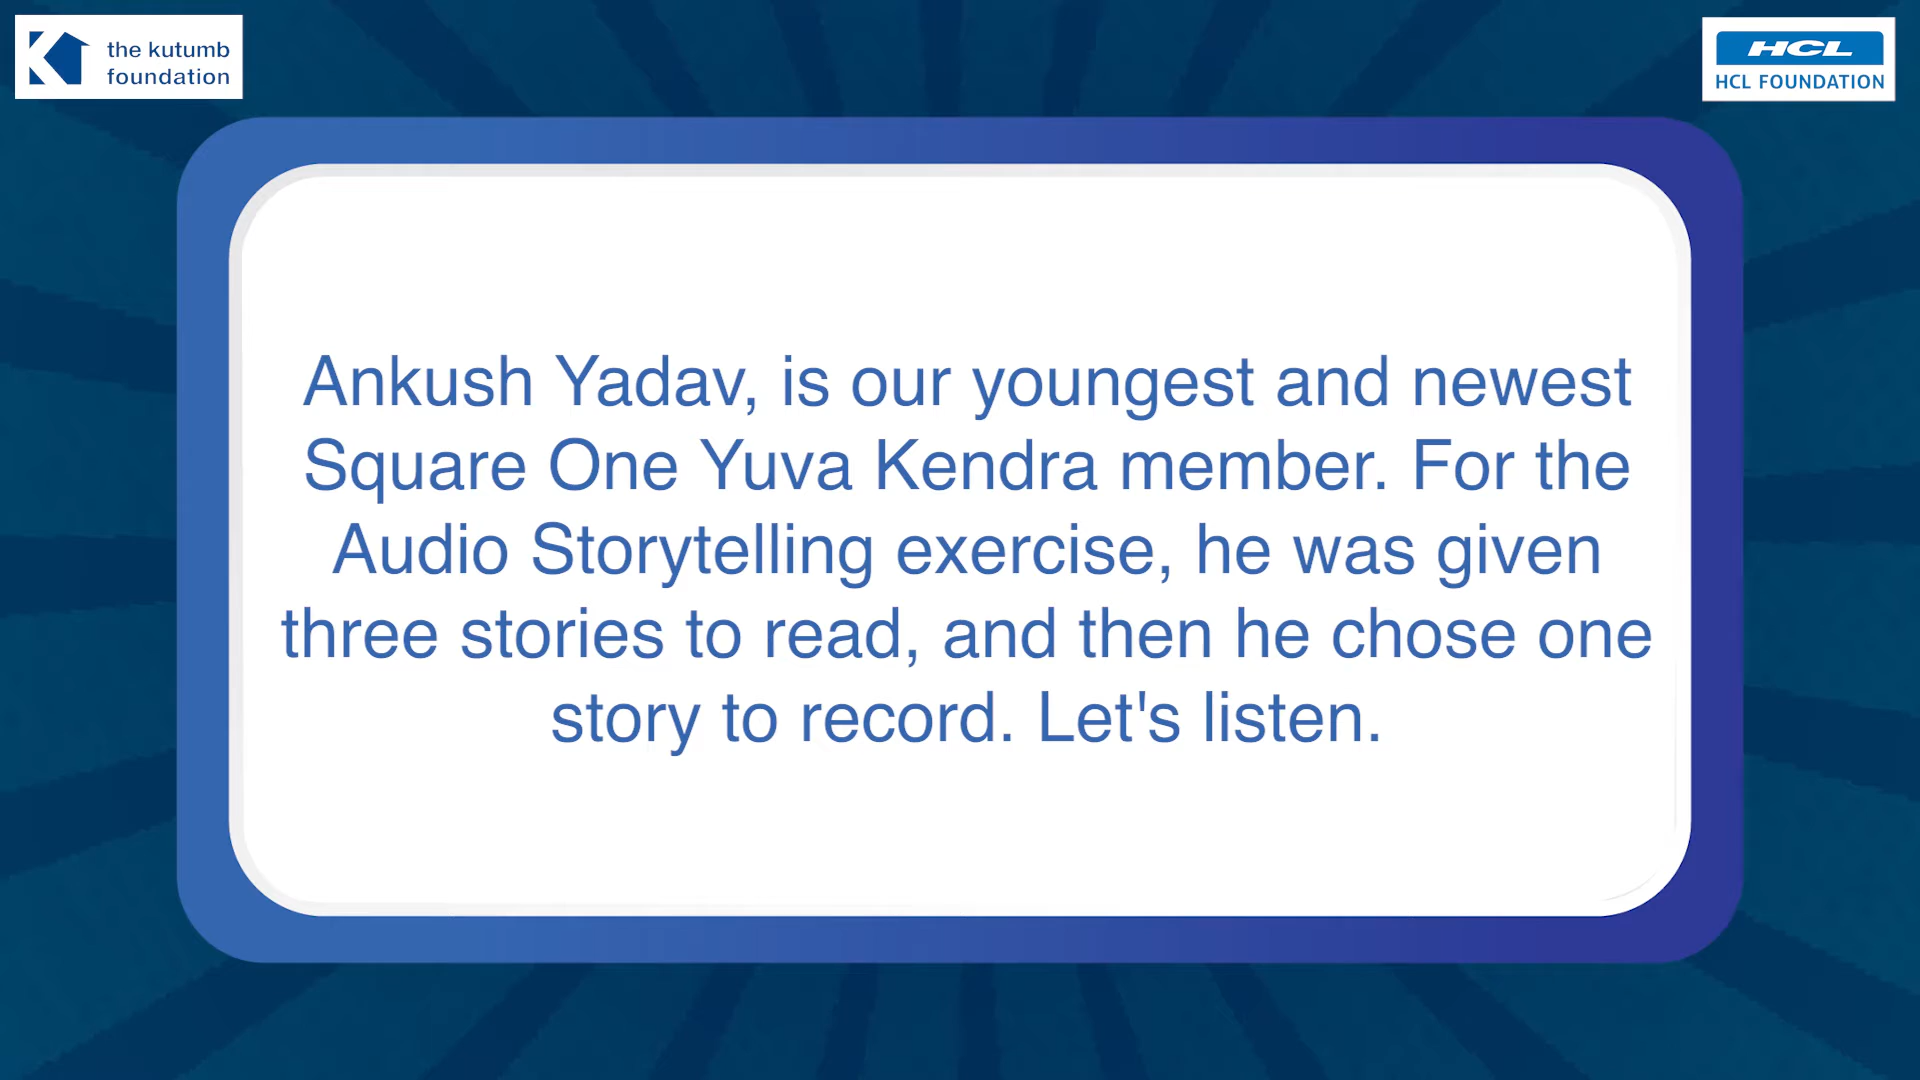 the kutumb
foundation
HCL
HCL FOUNDATION
Ankush Yadav, is our youngest and newest
Square One Yuva Kendra member. For the
Audio Storytelling exercise, he was given
three stories to read, and then he chose one
story to record. Let's listen.